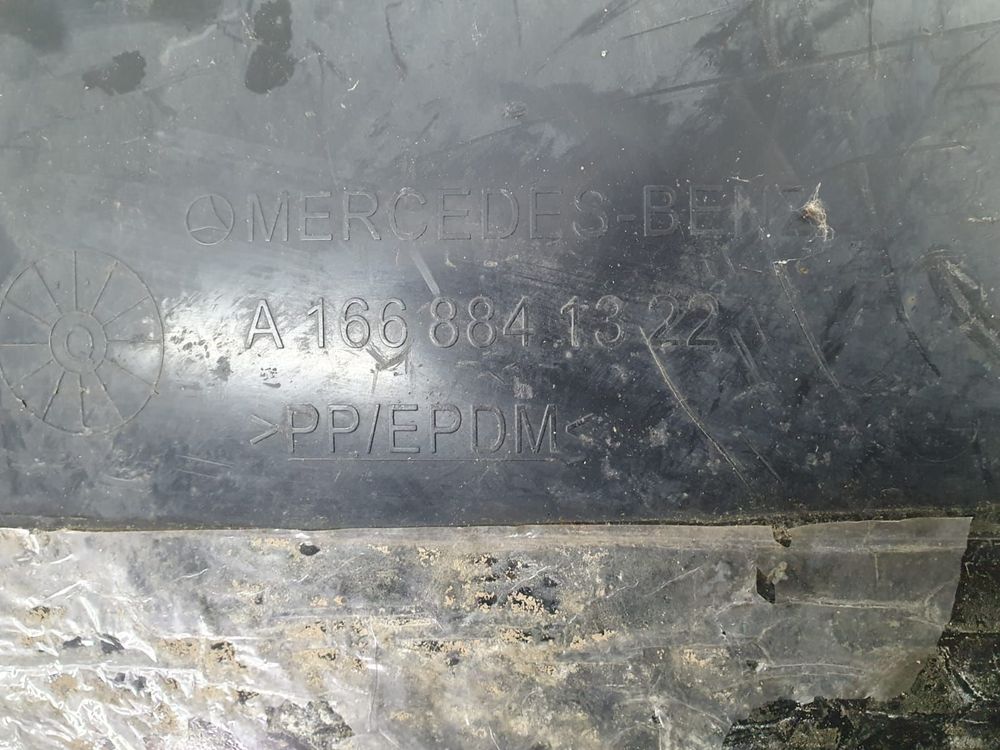 MERCEDES-BENZ
A 166 884 13 22
Q
>PP/EPDM<